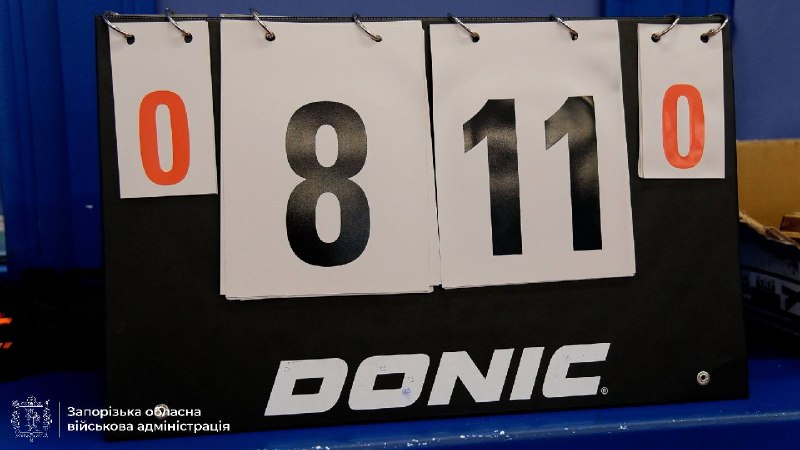 0 8 11 0
DONIC®
Запорізька обласна
військова адміністрація